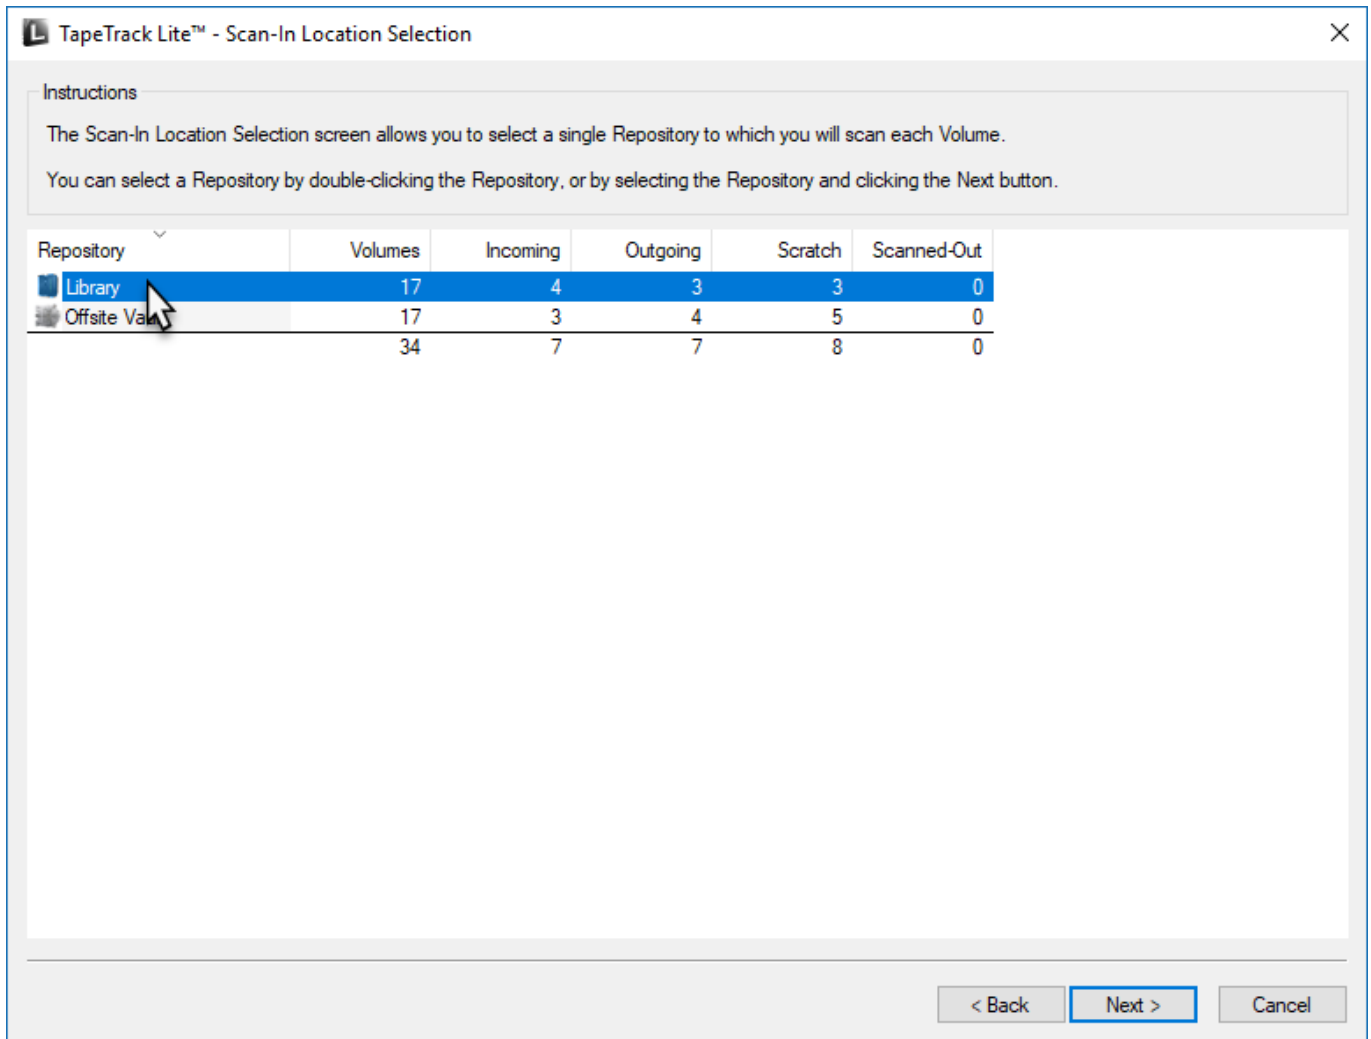 L TapeTrack Lite™ - Scan-In Location Selection
Instructions
The Scan-In Location Selection screen allows you to select a single Repository to which you will scan each Volume.
You can select a Repository by double-clicking the Repository, or by selecting the Repository and clicking the Next button.
Repository Volumes Incoming Outgoing Scratch Scanned-Out
Library 17 4 3 3 0
Offsite 17 3 4 5 0
34 7 7 8 0
< Back Next > Cancel